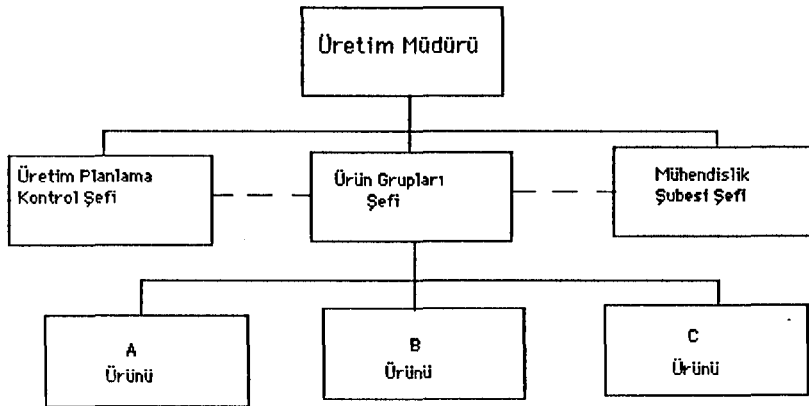 Üretim Müdürü
Üretim Planlama
Kontrol Şefi
Ürün Grupları
Şefi
Mühendislik
Şubesi Şefi
A
Ürünü
B
Ürünü
C
Ürünü